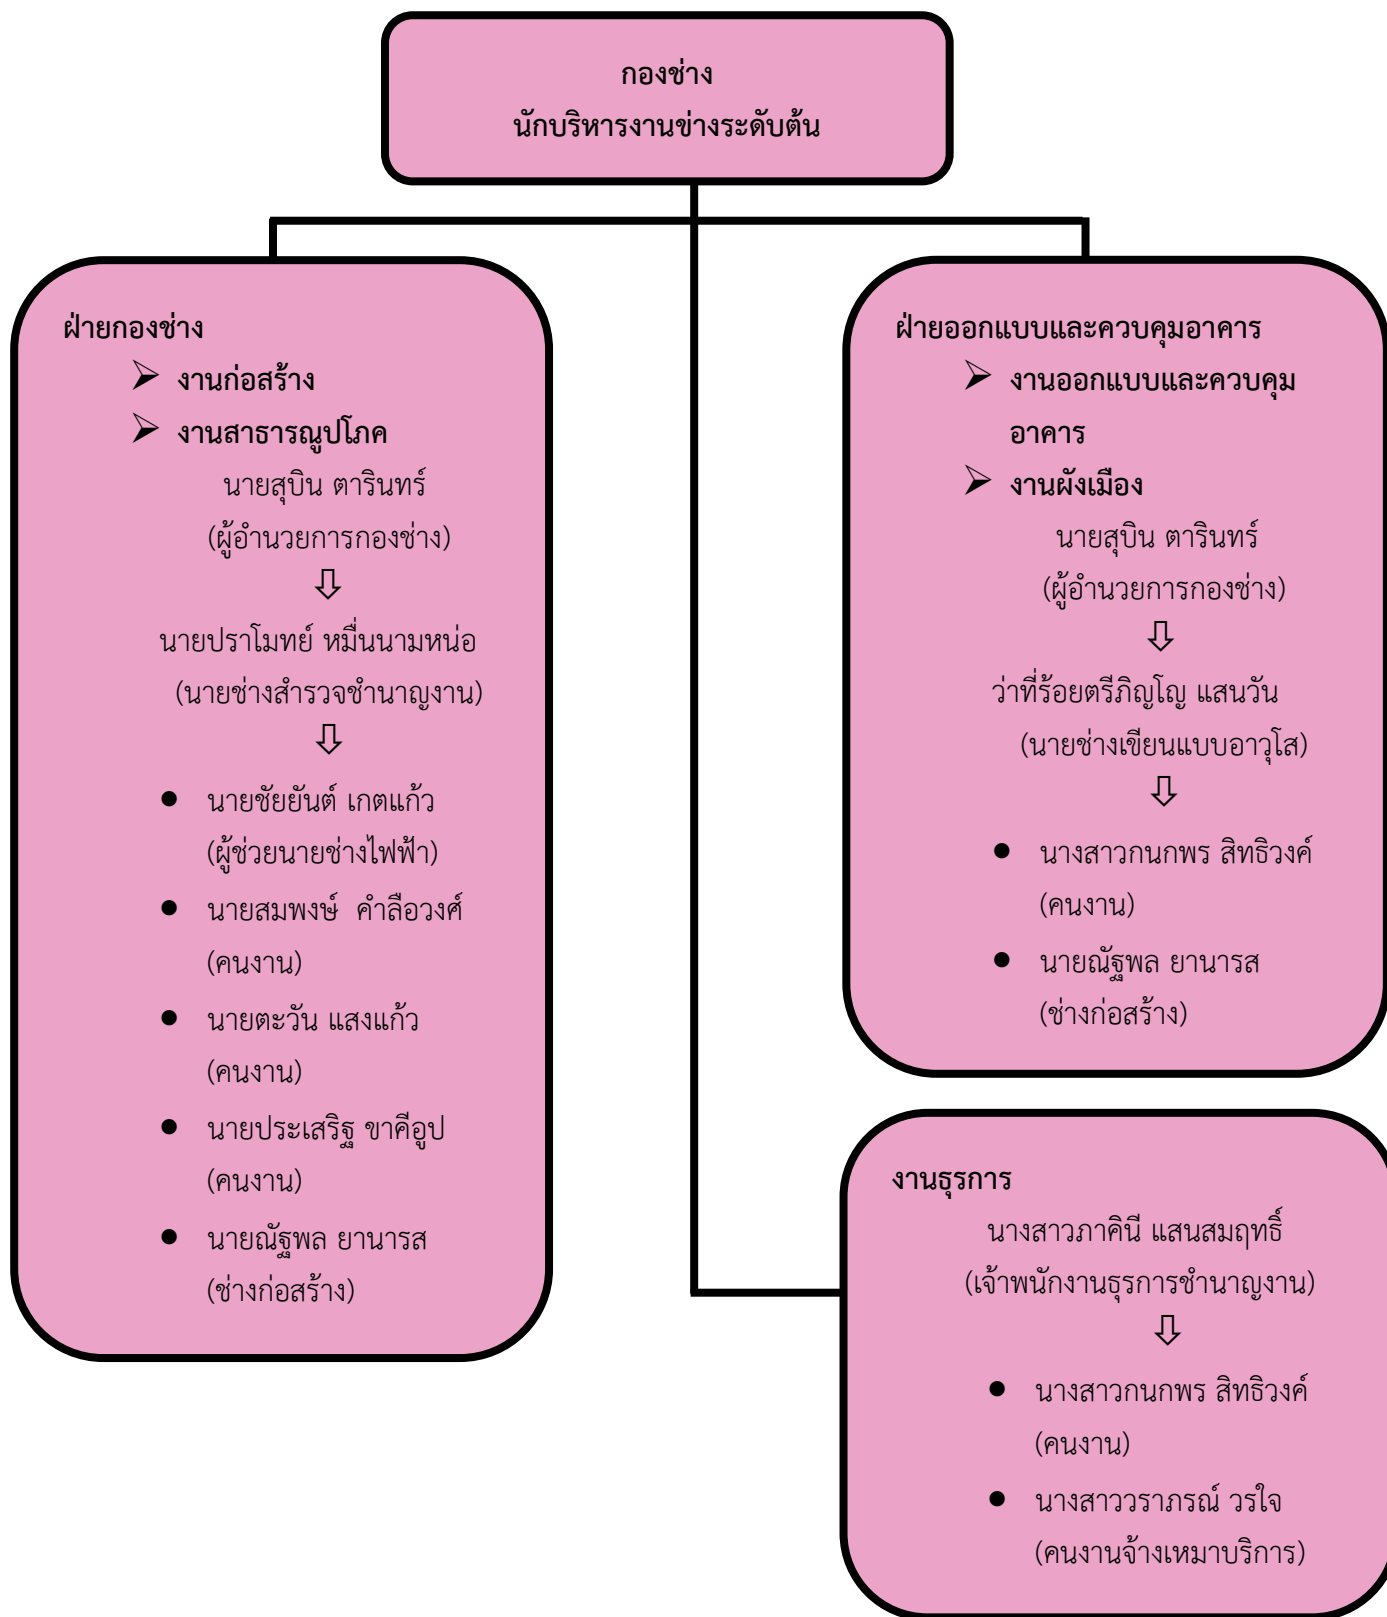 กองช่าง
นักบริหารงานข่างระดับต้น
ฝ่ายกองช่าง
งานก่อสร้าง
งานสาธารณูปโภค
นายสุบิน ตารินทร์
(ผู้อำนวยการกองช่าง)
นายปราโมทย์ หมื่นนามหน่อ
(นายช่างสำรวจชำนาญงาน)
นายชัยยันต์ เกตแก้ว
(ผู้ช่วยนายช่างไฟฟ้า)
นายสมพงษ์ คำลือวงศ์
(คนงาน)
นายตะวัน แสงแก้ว
(คนงาน)
นายประเสริฐ ขาคีอูป
(คนงาน)
นายณัฐพล ยานารส
(ช่างก่อสร้าง)
ฝ่ายออกแบบและควบคุมอาคาร
งานออกแบบและควบคุม
อาคาร
งานผังเมือง
นายสุบิน ตารินทร์
(ผู้อำนวยการกองช่าง)
ว่าที่ร้อยตรีภิญโญ แสนวัน
(นายช่างเขียนแบบอาวุโส)
นางสาวกนกพร สิทธิวงค์
(คนงาน)
นายณัฐพล ยานารส
(ช่างก่อสร้าง)
งานธุรการ
นางสาวภาคินี แสนสมฤทธิ์
(เจ้าพนักงานธุรการชำนาญงาน)
นางสาวกนกพร สิทธิวงค์
(คนงาน)
นางสาววราภรณ์ วรใจ
(คนงานจ้างเหมาบริการ)